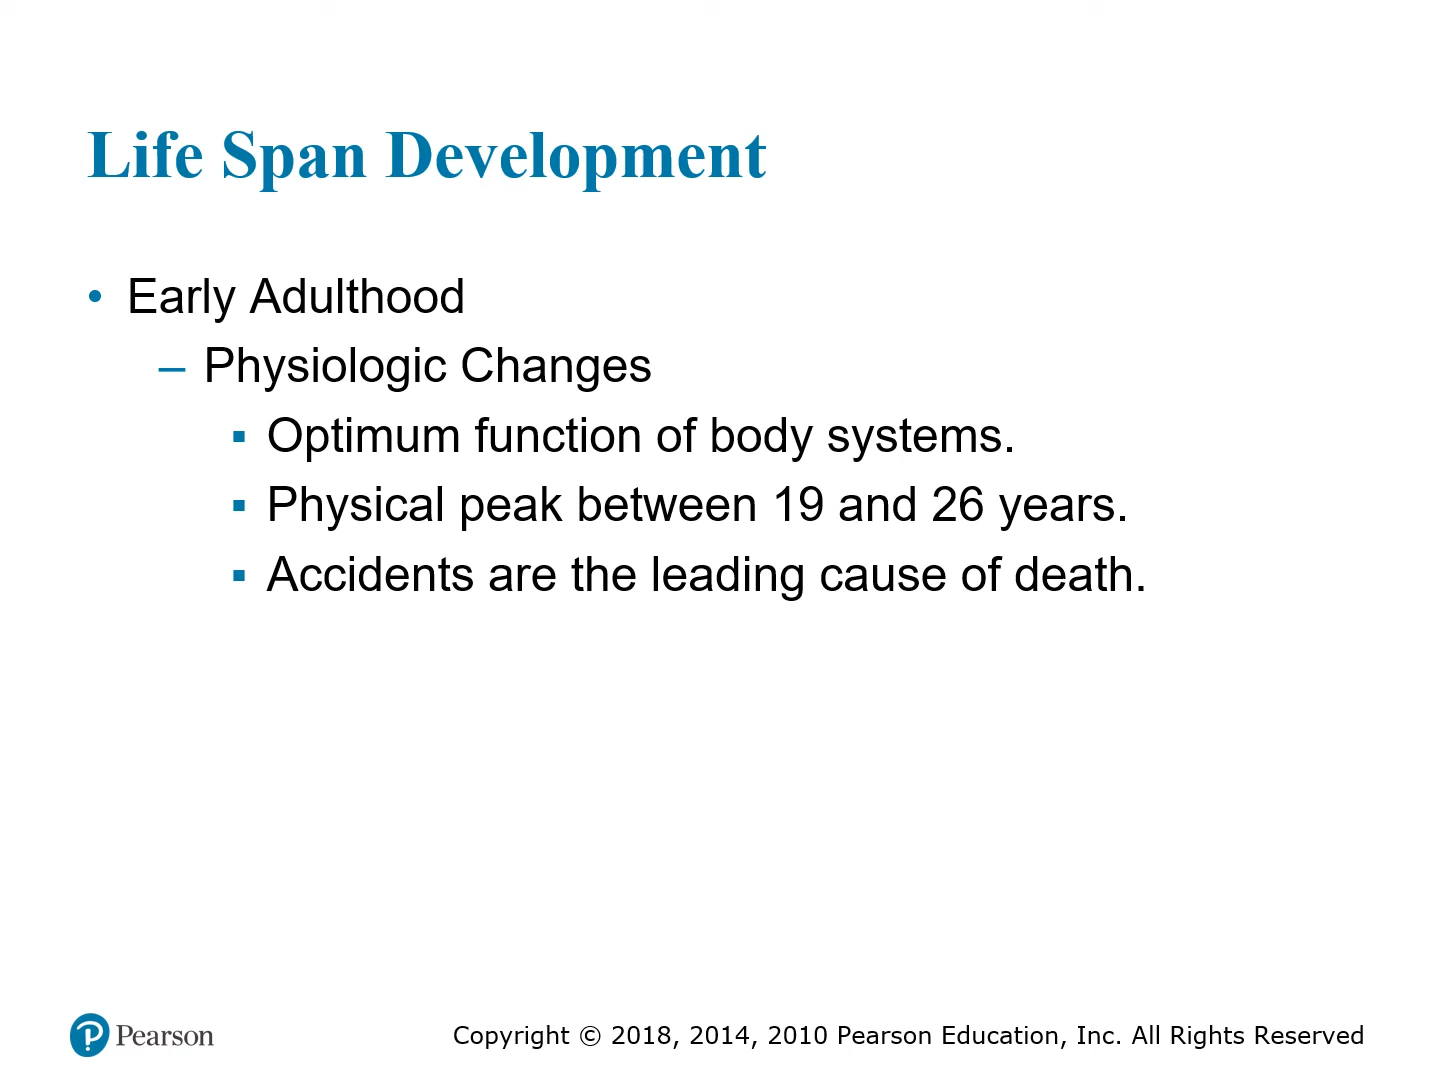 Life Span Development
• Early Adulthood
– Physiologic Changes
▪ Optimum function of body systems.
▪ Physical peak between 19 and 26 years.
▪ Accidents are the leading cause of death.
Pearson
Copyright © 2018, 2014, 2010 Pearson Education, Inc. All Rights Reserved